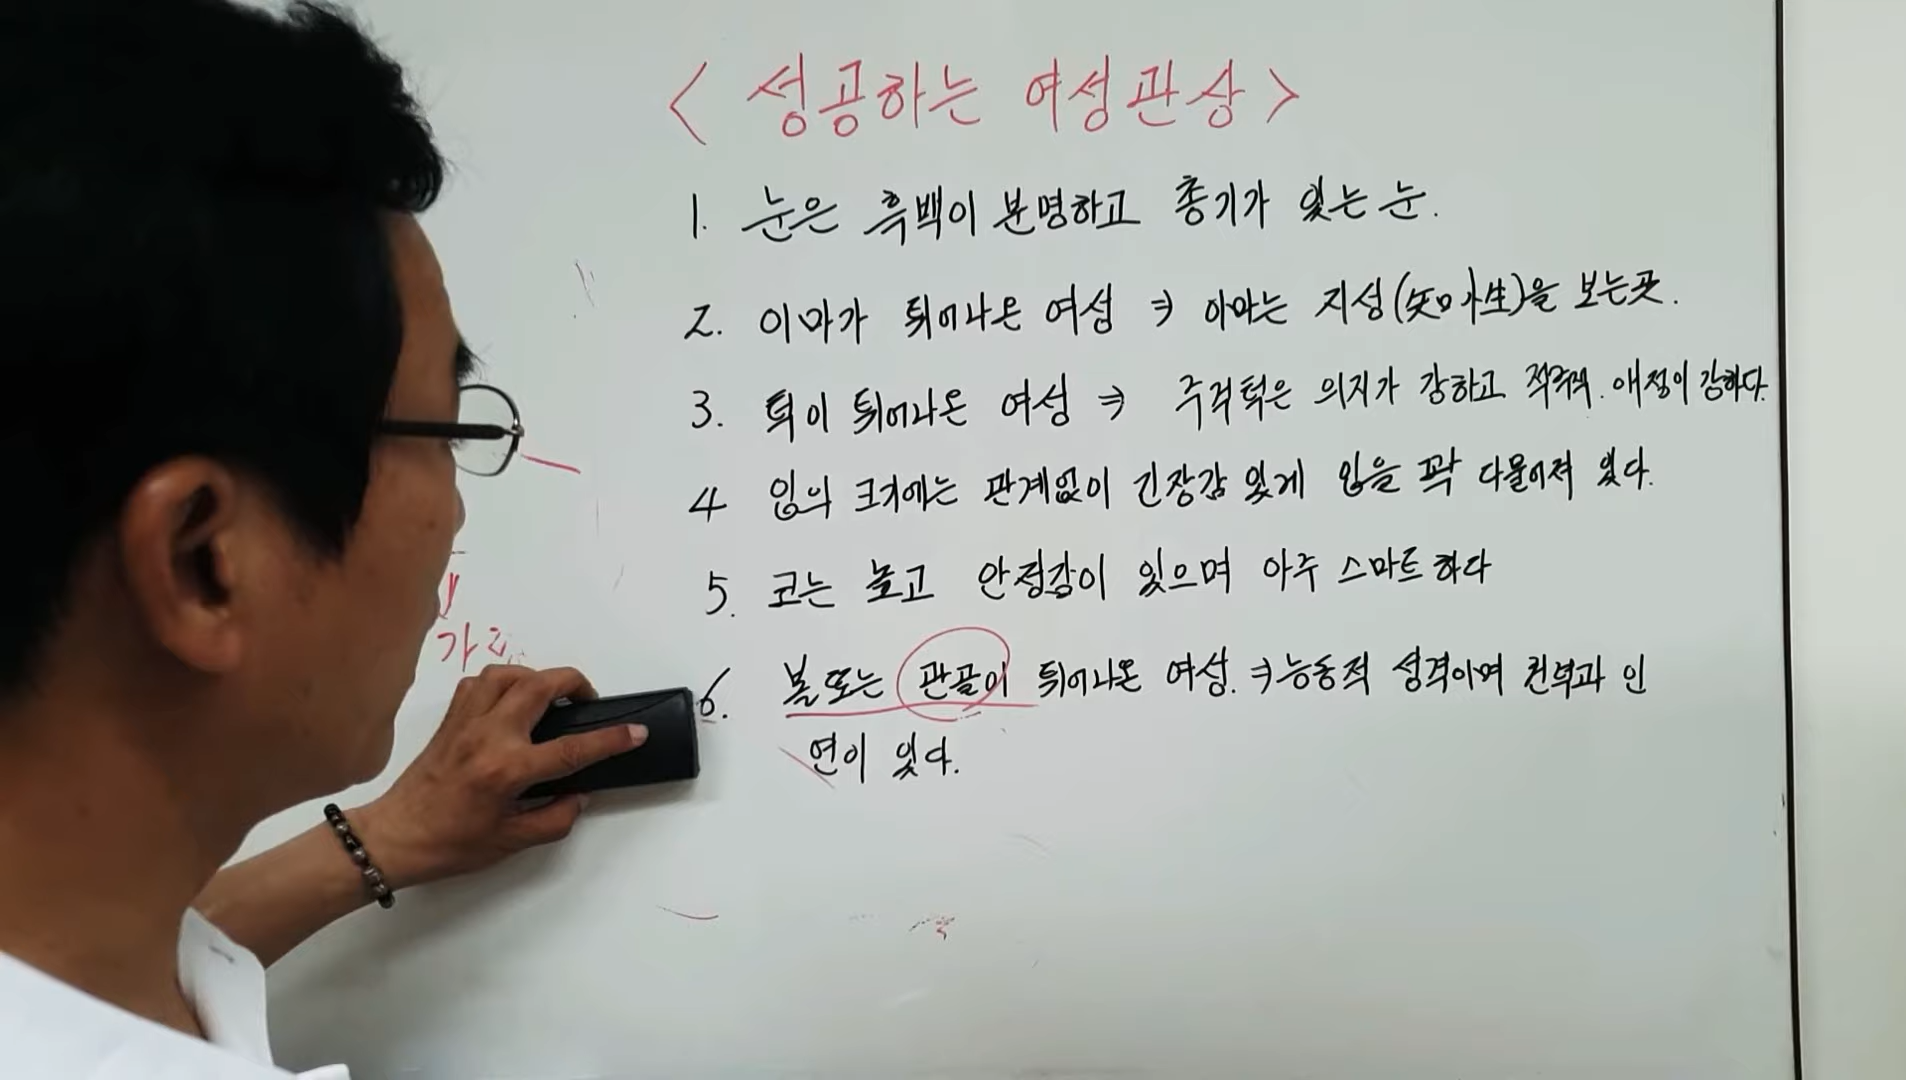 < 성공하는 여성관상 >
1. 눈은 흑백이 분명하고 총기가 있는 눈.
2. 이마가 튀어나온 여성 ⇒ 이마는 지성(知性)을 보는곳.
3. 턱이 튀어나온 여성 ⇒ 주걱턱은 의지가 강하고 적극적. 애정이 강하다.
4 입의 크기에는 관계없이 긴장감 있게 입을 꽉 다물어져 있다.
5. 코는 높고 안정감이 있으며 아주 스마트하다
6. 볼 또는 관골이 튀어나온 여성. ⇒ 능동적 성격이며 권부과 인
연이 있다.